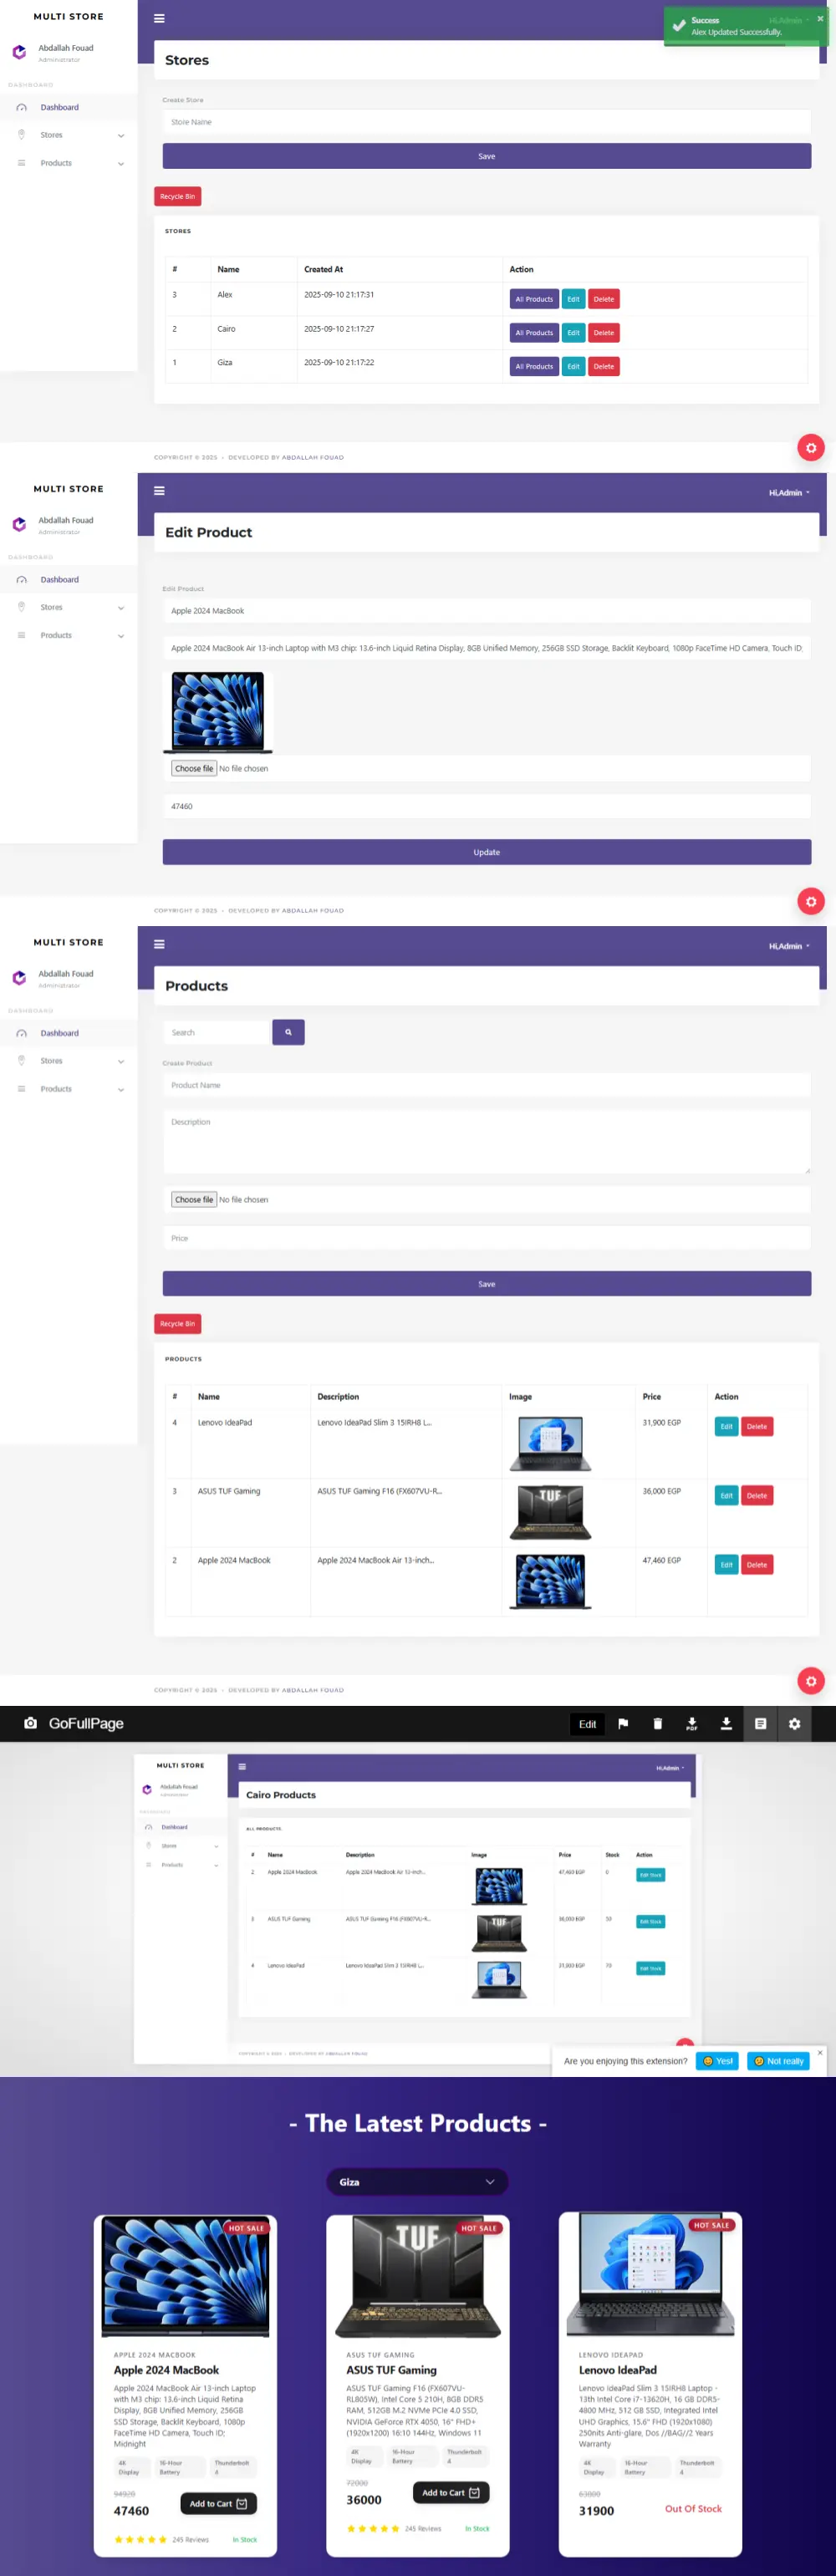 MULTI STORE
Hi,Admin
Success
Alex Updated Successfully.
Abdallah Fouad
Administrator
Stores
DASHBOARD
Dashboard
Stores
Products
Create Store
Store Name
Save
Recycle Bin
STORES
# Name Created At Action
3 Alex 2025-09-10 21:17:31 All Products Edit Delete
2 Cairo 2025-09-10 21:17:27 All Products Edit Delete
1 Giza 2025-09-10 21:17:22 All Products Edit Delete
COPYRIGHT © 2025 • DEVELOPED BY ABDALLAH FOUAD
MULTI STORE
Hi,Admin
Abdallah Fouad
Administrator
Edit Product
DASHBOARD
Dashboard
Stores
Products
Edit Product
Apple 2024 MacBook
Apple 2024 MacBook Air 13-inch Laptop with M3 chip: 13.6-inch Liquid Retina Display, 8GB Unified Memory, 256GB SSD Storage, Backlit Keyboard, 1080p FaceTime HD Camera, Touch ID;
Choose file No file chosen
47460
Update
COPYRIGHT © 2025 • DEVELOPED BY ABDALLAH FOUAD
MULTI STORE
Hi,Admin
Abdallah Fouad
Administrator
Products
DASHBOARD
Dashboard
Stores
Products
Search
Create Product
Product Name
Description
Choose file No file chosen
Price
Save
Recycle Bin
PRODUCTS
# Name Description Image Price Action
4 Lenovo IdeaPad Lenovo IdeaPad Slim 3 15IRH8 L... 31,900 EGP Edit Delete
3 ASUS TUF Gaming ASUS TUF Gaming F16 (FX607VU-R... 36,000 EGP Edit Delete
TUF
2 Apple 2024 MacBook Apple 2024 MacBook Air 13-inch... 47,460 EGP Edit Delete
COPYRIGHT © 2025 • DEVELOPED BY ABDALLAH FOUAD
GoFullPage
Edit
PDF
MULTI STORE
Hi,Admin
Abdallah Fouad
Administrator
Cairo Products
DASHBOARD
Dashboard
Stores
Products
ALL PRODUCTS
# Name Description Image Price Stock Action
2 Apple 2024 MacBook Apple 2024 MacBook Air 13-inch... 47,460 EGP 0 Edit Stock
3 ASUS TUF Gaming ASUS TUF Gaming F16 (FX607VU-R... 36,000 EGP 50 Edit Stock
TUF
4 Lenovo IdeaPad Lenovo IdeaPad Slim 3 15IRH8 L... 31,900 EGP 70 Edit Stock
COPYRIGHT © 2025 • DEVELOPED BY ABDALLAH FOUAD
Are you enjoying this extension? Yes! Not really
- The Latest Products -
Giza
HOT SALE
APPLE 2024 MACBOOK
Apple 2024 MacBook
Apple 2024 MacBook Air 13-inch Laptop
with M3 chip: 13.6-inch Liquid Retina
Display, 8GB Unified Memory, 256GB
SSD Storage, Backlit Keyboard, 1080p
FaceTime HD Camera, Touch ID;
Midnight
4K Display
16-Hour Battery
Thunderbolt 4
94920
47460
Add to Cart
245 Reviews
In Stock
HOT SALE
TUF
ASUS TUF GAMING
ASUS TUF Gaming
ASUS TUF Gaming F16 (FX607VU-
RL805W), Intel Core 5 210H, 8GB DDR5
RAM, 512GB M.2 NVMe PCIe 4.0 SSD,
NVIDIA GeForce RTX 4050, 16" FHD+
(1920x1200) 16:10 144Hz, Windows 11
4K Display
16-Hour Battery
Thunderbolt 4
72000
36000
Add to Cart
245 Reviews
In Stock
HOT SALE
LENOVO IDEAPAD
Lenovo IdeaPad
Lenovo IdeaPad Slim 3 15IRH8 Laptop -
13th Intel Core i7-13620H, 16 GB DDR5-
4800 MHz, 512 GB SSD, Integrated Intel
UHD Graphics, 15.6" FHD (1920x1080)
250nits Anti-glare, Dos //BAG//2 Years
Warranty
4K Display
16-Hour Battery
Thunderbolt 4
63800
31900
Out Of Stock